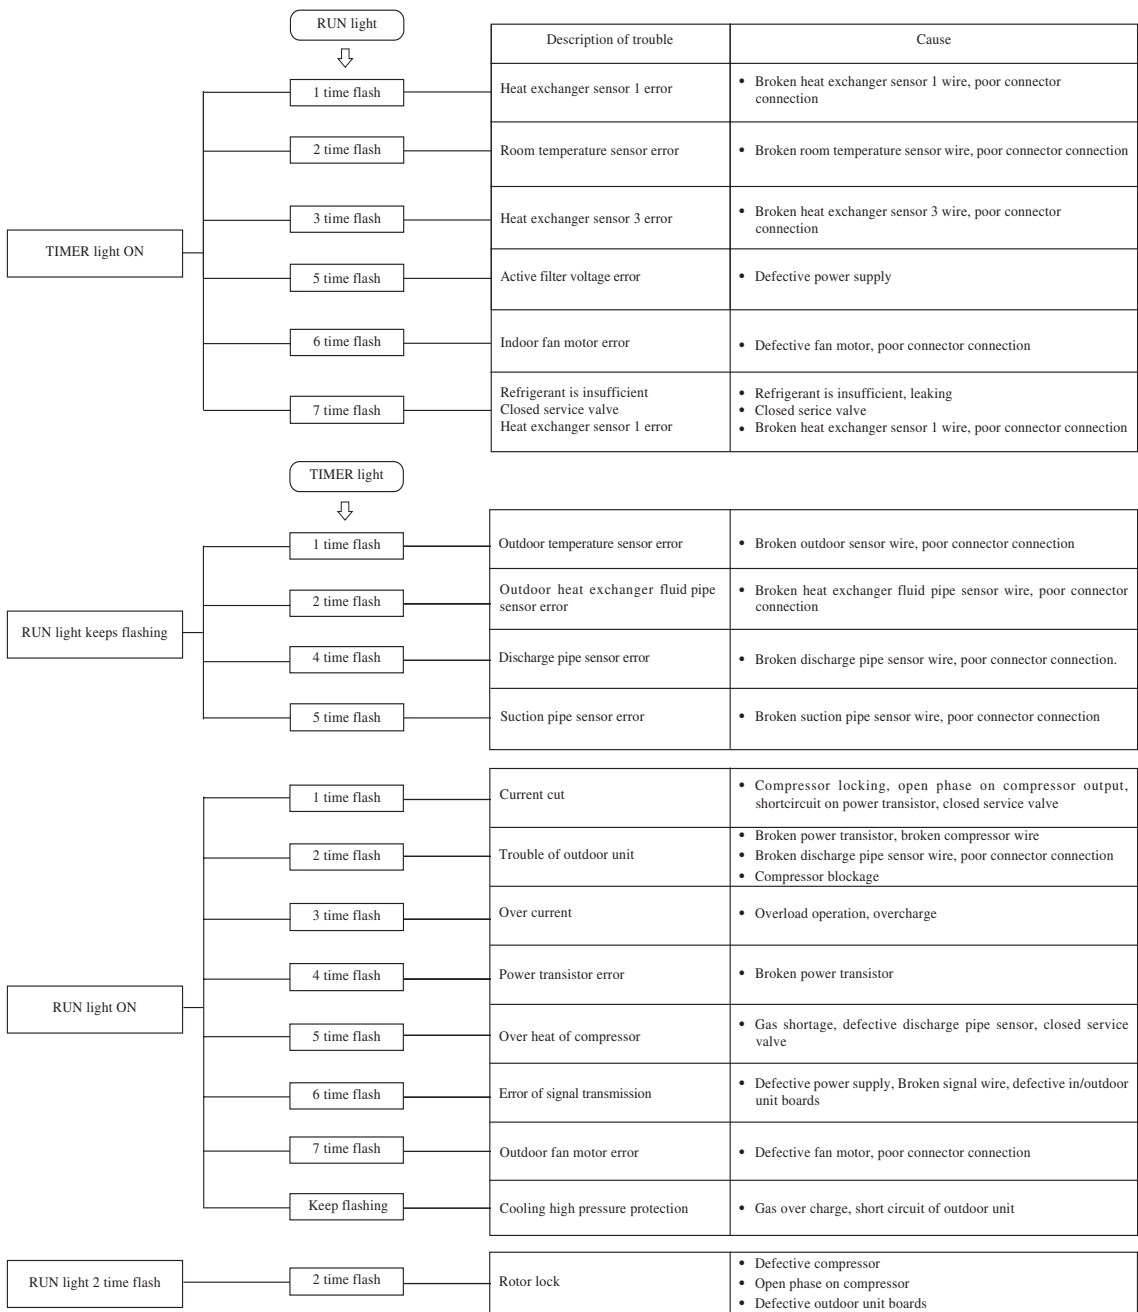 RUN light
Description of trouble
Cause
1 time flash
Heat exchanger sensor 1 error
• Broken heat exchanger sensor 1 wire, poor connector
connection
2 time flash
Room temperature sensor error
• Broken room temperature sensor wire, poor connector connection
3 time flash
Heat exchanger sensor 3 error
• Broken heat exchanger sensor 3 wire, poor connector
connection
TIMER light ON
5 time flash
Active filter voltage error
• Defective power supply
6 time flash
Indoor fan motor error
• Defective fan motor, poor connector connection
7 time flash
Refrigerant is insufficient
Closed service valve
Heat exchanger sensor 1 error
• Refrigerant is insufficient, leaking
• Closed serice valve
• Broken heat exchanger sensor 1 wire, poor connector connection
TIMER light
1 time flash
Outdoor temperature sensor error
• Broken outdoor sensor wire, poor connector connection
2 time flash
Outdoor heat exchanger fluid pipe
sensor error
• Broken heat exchanger fluid pipe sensor wire, poor connector
connection
RUN light keeps flashing
4 time flash
Discharge pipe sensor error
• Broken discharge pipe sensor wire, poor connector connection.
5 time flash
Suction pipe sensor error
• Broken suction pipe sensor wire, poor connector connection
1 time flash
Current cut
• Compressor locking, open phase on compressor output,
shortcircuit on power transistor, closed service valve
2 time flash
Trouble of outdoor unit
• Broken power transistor, broken compressor wire
• Broken discharge pipe sensor wire, poor connector connection
• Compressor blockage
3 time flash
Over current
• Overload operation, overcharge
4 time flash
Power transistor error
• Broken power transistor
RUN light ON
5 time flash
Over heat of compressor
• Gas shortage, defective discharge pipe sensor, closed service
valve
6 time flash
Error of signal transmission
• Defective power supply, Broken signal wire, defective in/outdoor
unit boards
7 time flash
Outdoor fan motor error
• Defective fan motor, poor connector connection
Keep flashing
Cooling high pressure protection
• Gas over charge, short circuit of outdoor unit
RUN light 2 time flash
2 time flash
Rotor lock
• Defective compressor
• Open phase on compressor
• Defective outdoor unit boards